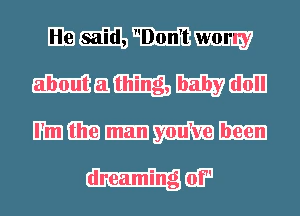 He said, "Don't worry
about a thing, baby doll
I'm the man you've been
dreaming of"